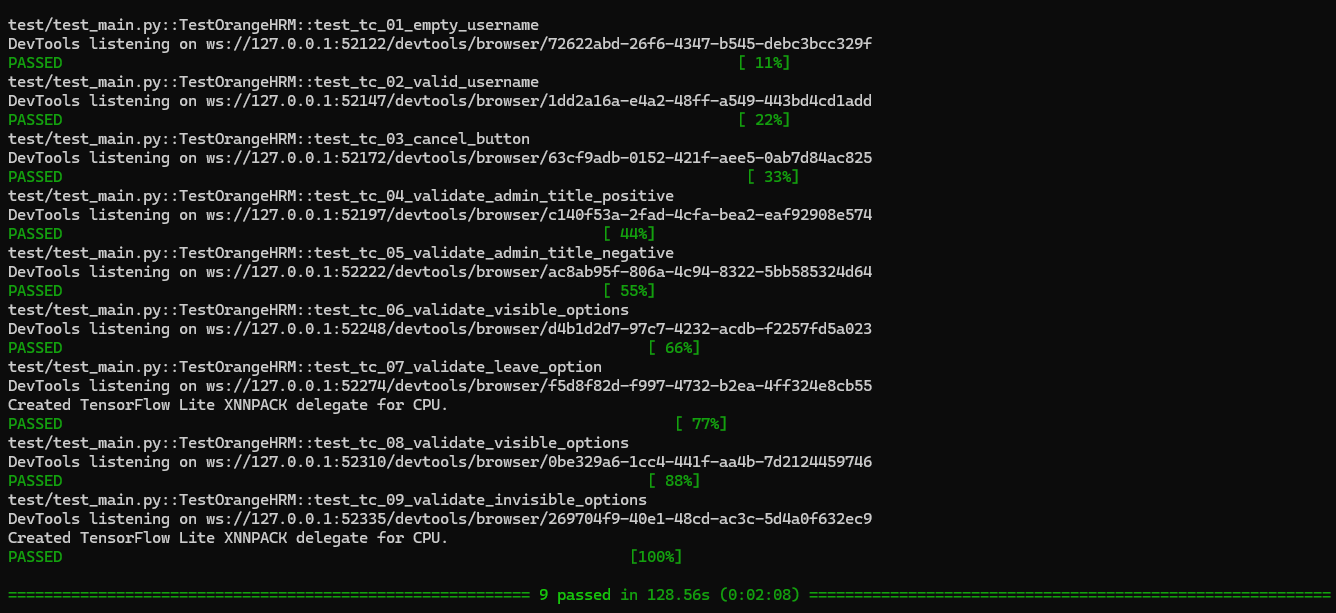 test/test_main.py::TestOrangeHRM::test_tc_01_empty_username
DevTools listening on ws://127.0.0.1:52122/devtools/browser/72622abd-26f6-4347-b545-debc3bcc329f
PASSED [ 11%]
test/test_main.py::TestOrangeHRM::test_tc_02_valid_username
DevTools listening on ws://127.0.0.1:52147/devtools/browser/1dd2a16a-e4a2-48ff-a549-443bd4cd1add
PASSED [ 22%]
test/test_main.py::TestOrangeHRM::test_tc_03_cancel_button
DevTools listening on ws://127.0.0.1:52172/devtools/browser/63cf9adb-0152-421f-aee5-0ab7d84ac825
PASSED [ 33%]
test/test_main.py::TestOrangeHRM::test_tc_04_validate_admin_title_positive
DevTools listening on ws://127.0.0.1:52197/devtools/browser/c140f53a-2fad-4cfa-bea2-eaf92908e574
PASSED [ 44%]
test/test_main.py::TestOrangeHRM::test_tc_05_validate_admin_title_negative
DevTools listening on ws://127.0.0.1:52222/devtools/browser/ac8ab95f-806a-4c94-8322-5bb585324d64
PASSED [ 55%]
test/test_main.py::TestOrangeHRM::test_tc_06_validate_visible_options
DevTools listening on ws://127.0.0.1:52248/devtools/browser/d4b1d2d7-97c7-4232-acdb-f2257fd5a023
PASSED [ 66%]
test/test_main.py::TestOrangeHRM::test_tc_07_validate_leave_option
DevTools listening on ws://127.0.0.1:52274/devtools/browser/f5d8f82d-f997-4732-b2ea-4ff324e8cb55
Created TensorFlow Lite XNNPACK delegate for CPU.
PASSED [ 77%]
test/test_main.py::TestOrangeHRM::test_tc_08_validate_visible_options
DevTools listening on ws://127.0.0.1:52310/devtools/browser/0be329a6-1cc4-441f-aa4b-7d2124459746
PASSED [ 88%]
test/test_main.py::TestOrangeHRM::test_tc_09_validate_invisible_options
DevTools listening on ws://127.0.0.1:52335/devtools/browser/269704f9-40e1-48cd-ac3c-5d4a0f632ec9
Created TensorFlow Lite XNNPACK delegate for CPU.
PASSED [100%]
========================================================== 9 passed in 128.56s (0:02:08) ==========================================================